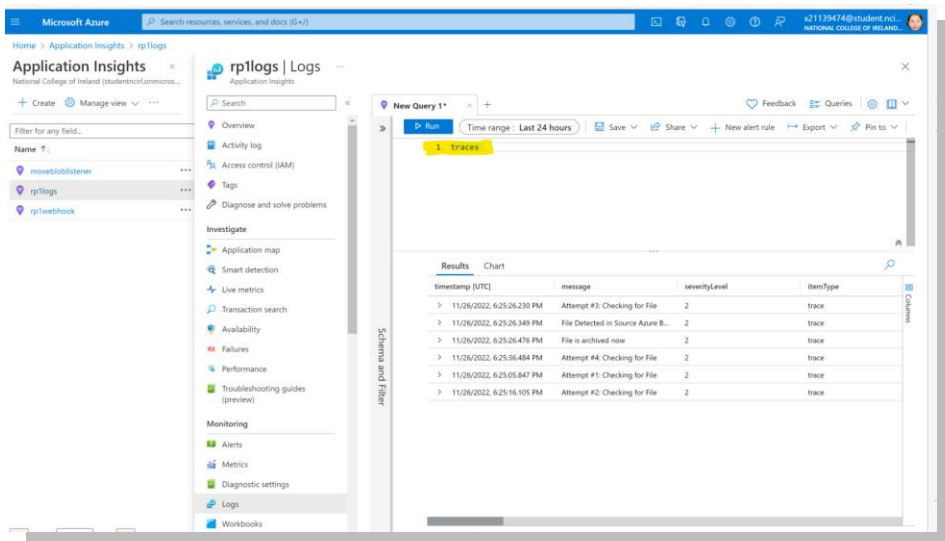 Microsoft Azure
Search resources, services, and docs (G+/)
x21139474@student.nci...
NATIONAL COLLEGE OF IRELAND...
Home > Application Insights > rp1logs
Application Insights
National College of Ireland (studentncirl.onmicros...
+ Create Manage view
Filter for any field...
Name ↑
movebloblistener
rp1logs
rp1webhook
rp1logs | Logs
Application Insights
Search
Overview
Activity log
Access control (IAM)
Tags
Diagnose and solve problems
Investigate
Application map
Smart detection
Live metrics
Transaction search
Availability
Failures
Performance
Troubleshooting guides
(preview)
Monitoring
Alerts
Metrics
Diagnostic settings
Logs
Workbooks
New Query 1*
Feedback Queries
Run Time range : Last 24 hours Save Share New alert rule Export Pin to
1 traces
Schema and Filter
Results Chart
timestamp [UTC] message severityLevel itemType
11/26/2022, 6:25:26.230 PM Attempt #3: Checking for File 2 trace
11/26/2022, 6:25:26.349 PM File Detected in Source Azure B... 2 trace
11/26/2022, 6:25:26.476 PM File is archived now 2 trace
11/26/2022, 6:25:36.484 PM Attempt #4: Checking for File 2 trace
11/26/2022, 6:25:05.847 PM Attempt #1: Checking for File 2 trace
11/26/2022, 6:25:16.105 PM Attempt #2: Checking for File 2 trace
Columns